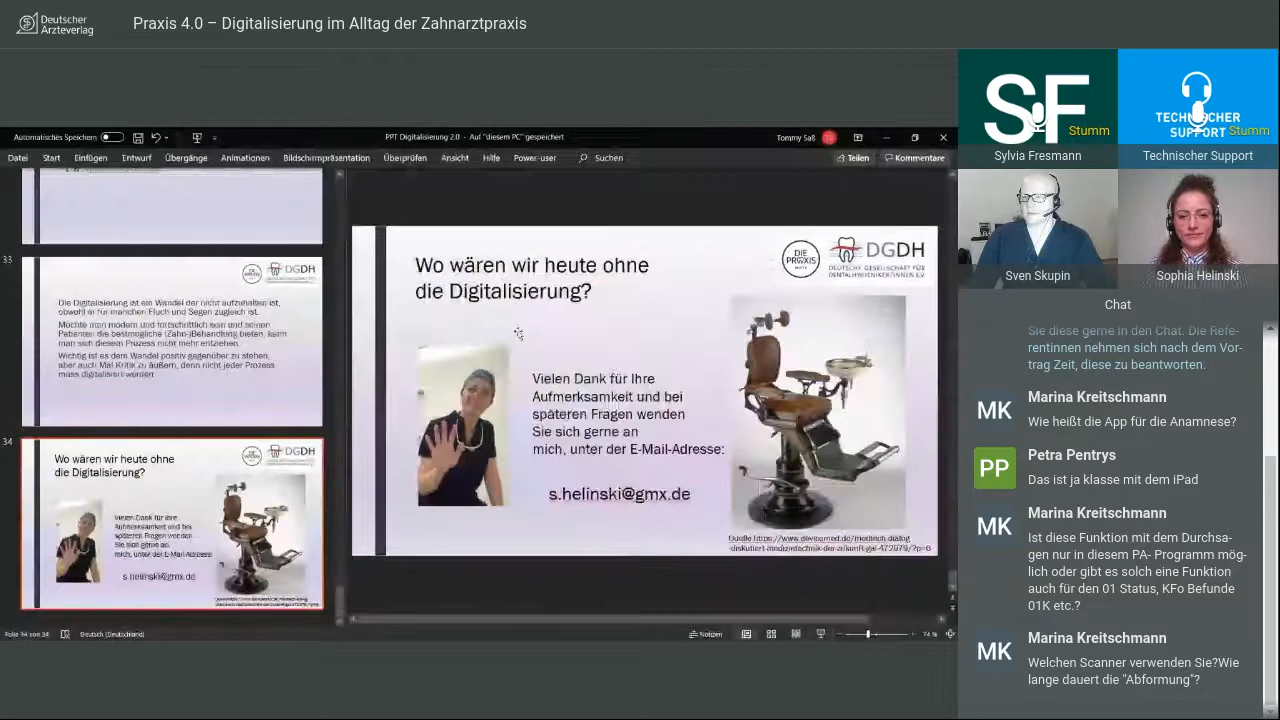 Deutscher
Ärzteverlag
Praxis 4.0 – Digitalisierung im Alltag der Zahnarztpraxis
Automatisches Speichern
PPT Digitalisierung 2.0 - Auf "diesem PC" gespeichert
Tommy Saß
Datei Start Einfügen Entwurf Übergänge Animationen Bildschirmpräsentation Überprüfen Ansicht Hilfe Power-user Suchen
Teilen
Kommentare
33
DGDH
Die Digitalisierung ist ein Wandel der nicht aufzuhalten ist,
obwohl er für manchen Fluch und Segen zugleich ist.
Möchte man modern und fortschrittlich sein und seinen
Patienten die bestmögliche (Zahn-)Behandlung bieten, kann
man sich diesem Prozess nicht mehr entziehen.
Wichtig ist es dem Wandel positiv gegenüber zu stehen,
aber auch Mal Kritik zu äußern, denn nicht jeder Prozess
muss digitalisiert werden
34
Wo wären wir heute ohne
die Digitalisierung?
DGDH
Vielen Dank für Ihre
Aufmerksamkeit und bei
späteren Fragen wenden
Sie sich gerne an
mich, unter der E-Mail-Adresse:
s.helinski@gmx.de
Wo wären wir heute ohne
die Digitalisierung?
DIE
PRAXIS
DGDH
DEUTSCHE GESELLSCHAFT FÜR
DENTALHYGIENIKER/INNEN E.V.
Vielen Dank für Ihre
Aufmerksamkeit und bei
späteren Fragen wenden
Sie sich gerne an
mich, unter der E-Mail-Adresse:
s.helinski@gmx.de
Folie 34 von 34
Deutsch (Deutschland)
Notizen
74 %
SF
Stumm
Sylvia Fresmann
TECHNISCHER
SUPPORT
Stumm
Technischer Support
Sven Skupin
Sophia Helinski
Chat
Sie diese gerne in den Chat. Die Refe-
rentinnen nehmen sich nach dem Vor-
trag Zeit, diese zu beantworten.
MK
Marina Kreitschmann
Wie heißt die App für die Anamnese?
PP
Petra Pentrys
Das ist ja klasse mit dem iPad
MK
Marina Kreitschmann
Ist diese Funktion mit dem Durchsa-
gen nur in diesem PA- Programm mög-
lich oder gibt es solch eine Funktion
auch für den 01 Status, KFo Befunde
01K etc.?
MK
Marina Kreitschmann
Welchen Scanner verwenden Sie?Wie
lange dauert die "Abformung"?